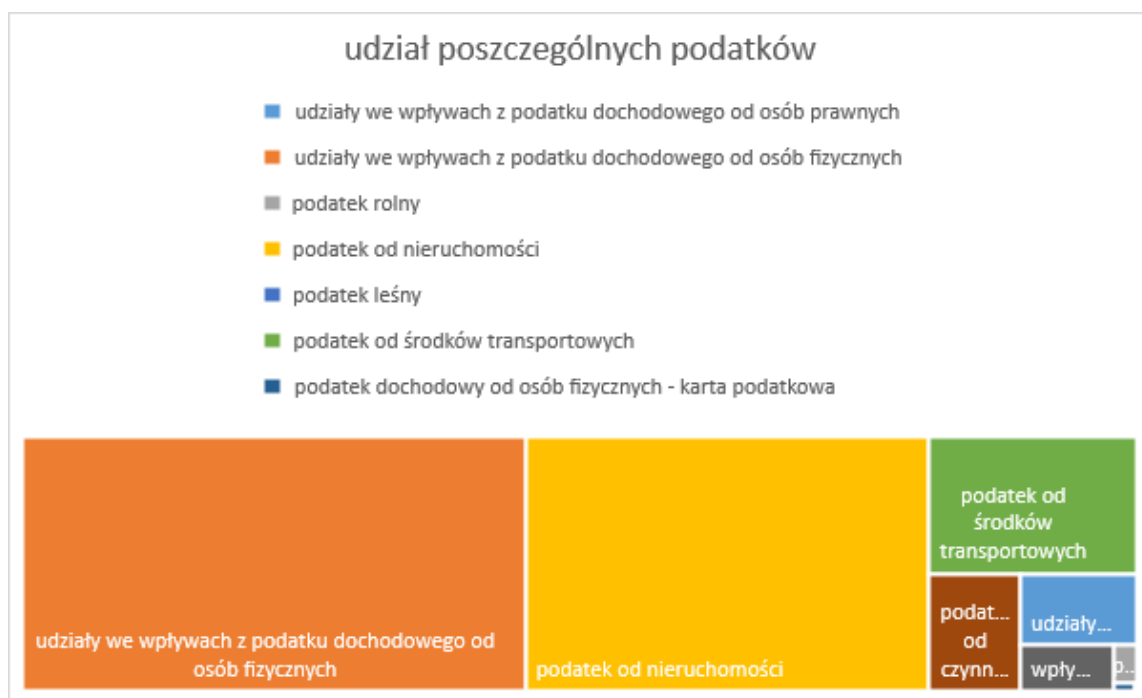 udział poszczególnych podatków
udziały we wpływach z podatku dochodowego od osób prawnych
udziały we wpływach z podatku dochodowego od osób fizycznych
podatek rolny
podatek od nieruchomości
podatek leśny
podatek od środków transportowych
podatek dochodowy od osób fizycznych - karta podatkowa
udziały we wpływach z podatku dochodowego od
osób fizycznych
podatek od nieruchomości
podatek od
środków
transportowych
podat...
od
czynn...
udziały...
wpły...
p...